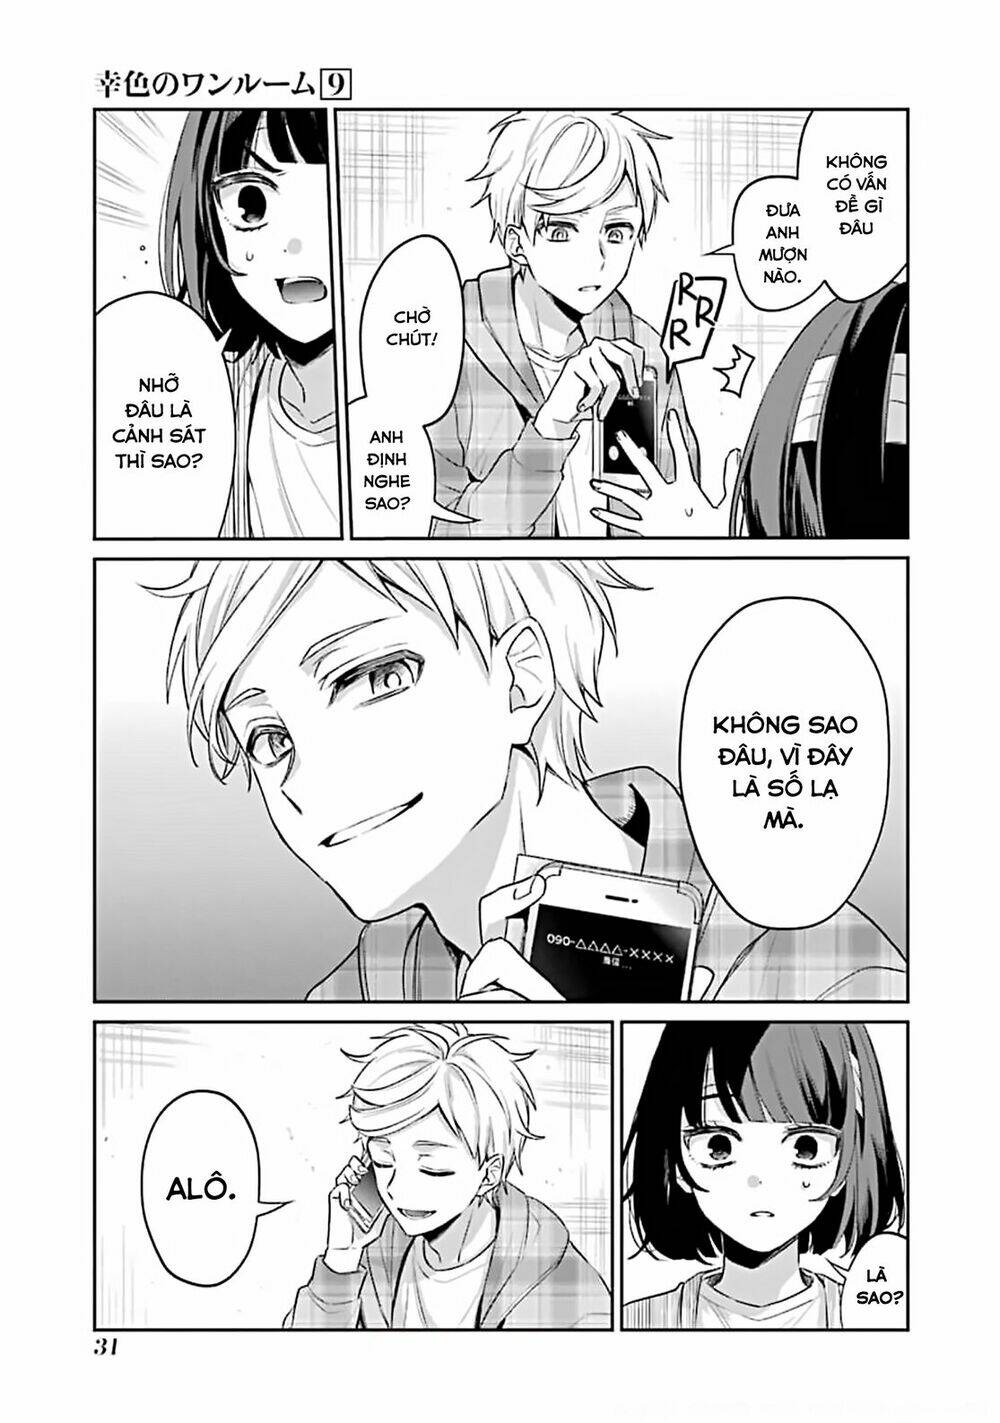 幸色のワンルーム 9
KHÔNG
CÓ VẤN
ĐỀ GÌ
ĐÂU
ĐƯA
ANH
MƯỢN
NÀO.
R
R
R
CHỜ
CHÚT!
ANH
ĐỊNH
NGHE
SAO?
NHỠ
ĐÂU LÀ
CẢNH SÁT
THÌ SAO?
KHÔNG SAO
ĐÂU, VÌ ĐÂY
LÀ SỐ LẠ
MÀ.
090-△△△△-××××
着信...
LÀ
SAO?
ALÔ.
31